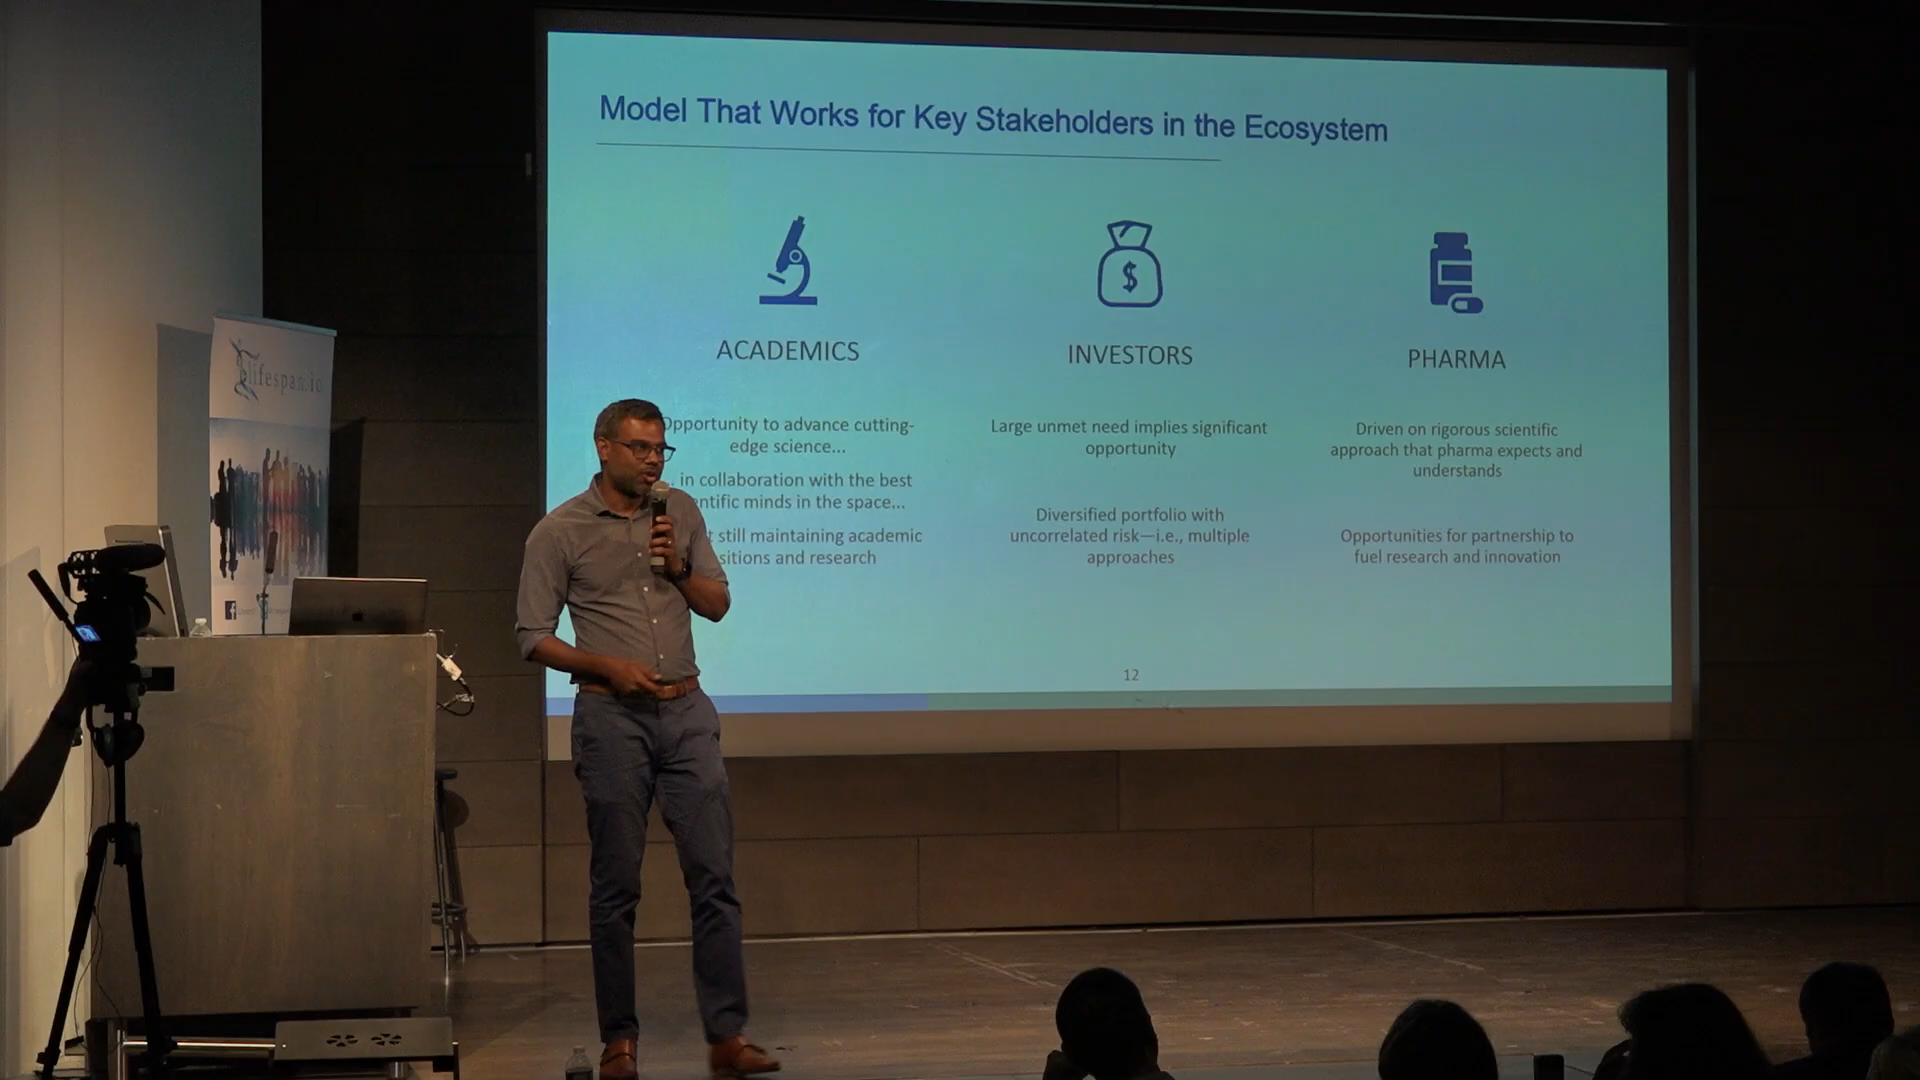 Model That Works for Key Stakeholders in the Ecosystem
$
ACADEMICS
INVESTORS
PHARMA
Opportunity to advance cutting-
edge science...
in collaboration with the best
minds in the space...
still maintaining academic
and research
Large unmet need implies significant
opportunity
Diversified portfolio with
uncorrelated risk—i.e., multiple
approaches
Driven on rigorous scientific
approach that pharma expects and
understands
Opportunities for partnership to
fuel research and innovation
12
lifespan.io